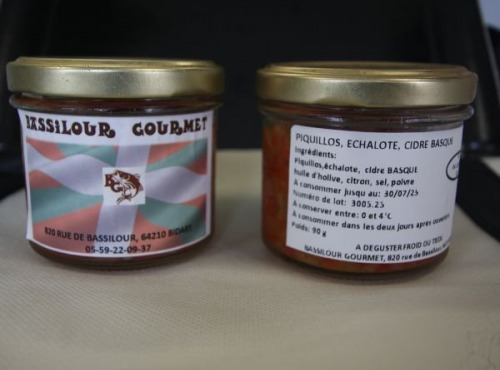 BASSILOUR GOURMET
820 RUE DE BASSILOUR, 64210 BIDART
05-59-22-09-37
PIQUILLOS, ECHALOTE, CIDRE BASQUE
Ingrédients:
Piquillos,échalote, cidre BASQUE
huile d'hollive, citron, sel, poivre
A consommer jusqu au: 30/07/25
Numéro de lot: 3005.25
A conserver entre: 0 et 4°C
A consommer dans les deux jours après ouverture
Poids: 90 g
A DEGUSTER FROID OU TIEDE
BASSILOUR GOURMET, 820 rue de Bassilour,